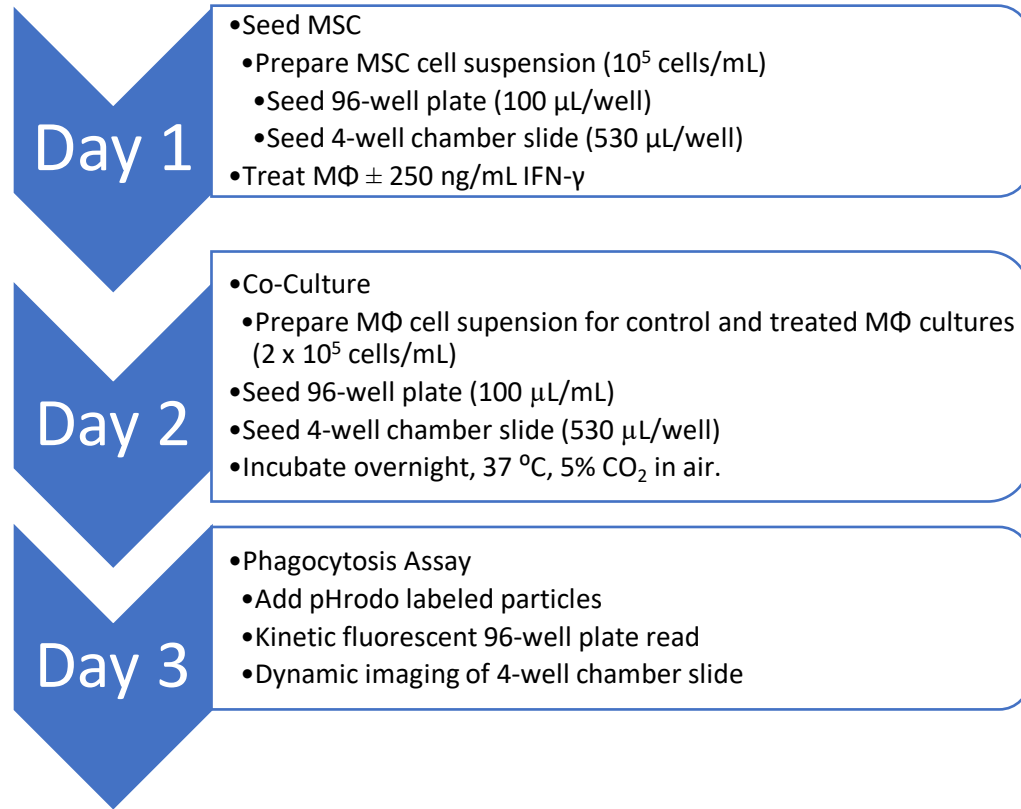 Day 1
•Seed MSC
•Prepare MSC cell suspension (10⁵ cells/mL)
•Seed 96-well plate (100 µL/well)
•Seed 4-well chamber slide (530 µL/well)
•Treat MΦ ± 250 ng/mL IFN-γ
Day 2
•Co-Culture
•Prepare MΦ cell supension for control and treated MΦ cultures
(2 x 10⁵ cells/mL)
•Seed 96-well plate (100 µL/mL)
•Seed 4-well chamber slide (530 µL/well)
•Incubate overnight, 37 ⁰C, 5% CO₂ in air.
Day 3
•Phagocytosis Assay
•Add pHrodo labeled particles
•Kinetic fluorescent 96-well plate read
•Dynamic imaging of 4-well chamber slide